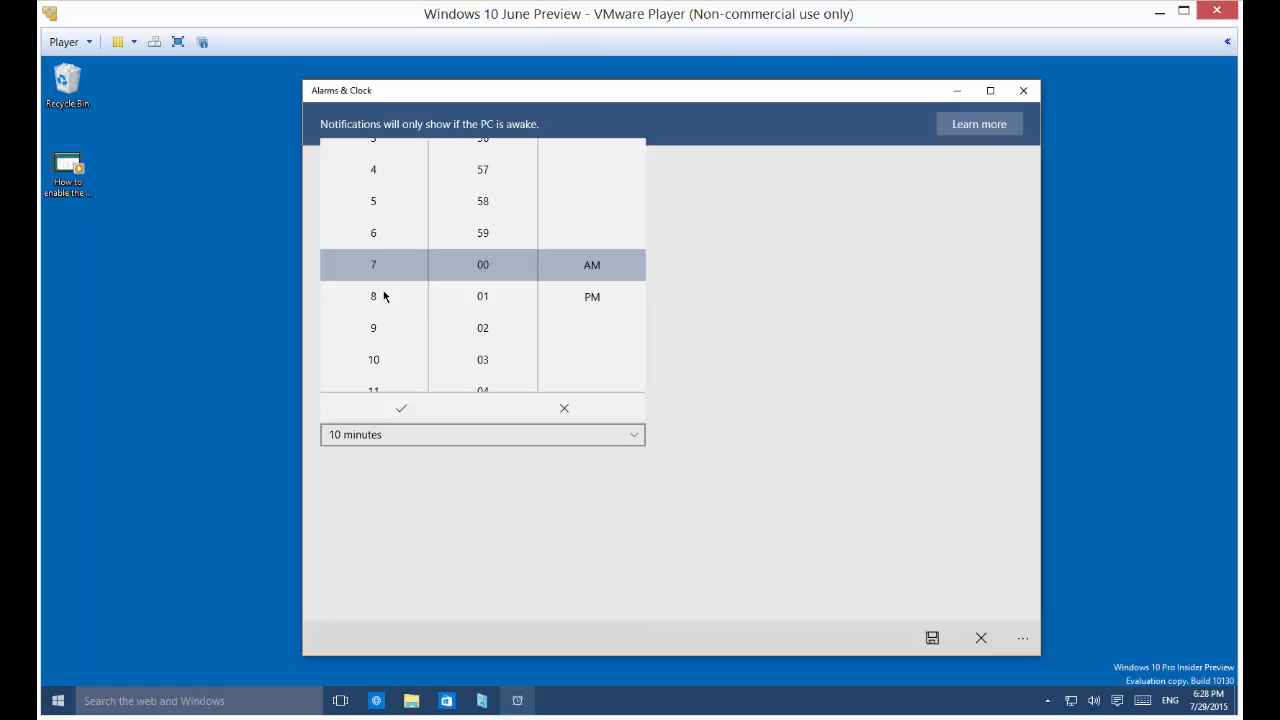 Windows 10 June Preview - VMware Player (Non-commercial use only)
Player
Recycle Bin
How to
enable the ...
Alarms & Clock
Notifications will only show if the PC is awake.
Learn more
4 57
5 58
6 59
7 00 AM
8 01 PM
9 02
10 03
11 04
10 minutes
Windows 10 Pro Insider Preview
Evaluation copy. Build 10130
Search the web and Windows
ENG
6:28 PM
7/29/2015